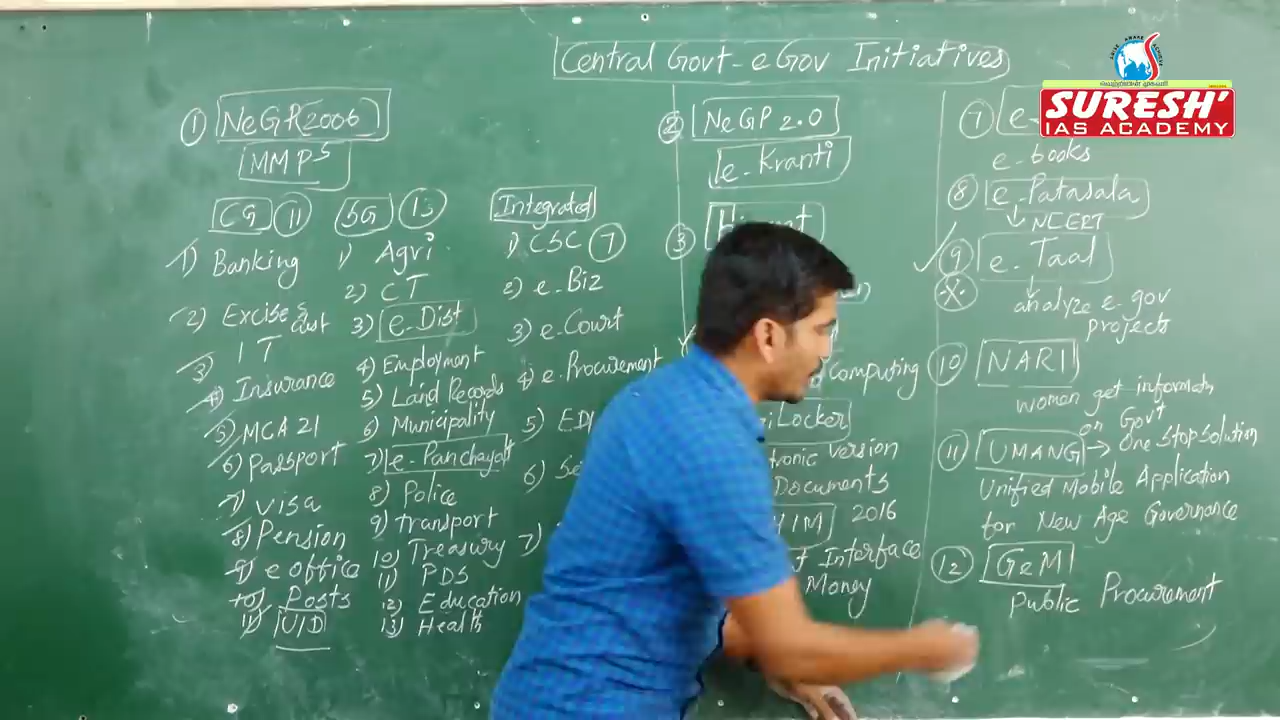 Central Govt - e Gov Initiatives
SURESH'
IAS ACADEMY
① NeGP(2006)
MMPs
CG ⑪
1) Banking
2) Excise & Cust
3) IT
4) Insurance
5) MCA 21
6) Passport
7) Visa
8) Pension
9) e office
10) Posts
11) UID
SG ⑬
1) Agri
2) CT
3) e-Dist
4) Employment
5) Land Records
6) Municipality
7) e-Panchayat
8) Police
9) transport
10) Treasury
11) PDS
12) Education
13) Health
Integrated
1) CSC ⑦
2) e-Biz
3) e-Court
4) e-Procurement
5) EDI
6)
7)
② NeGP 2.0
e-Kranti
③
computing
Locker
tronic version
Documents
2016
Interface
Money
⑦ e-
e-books
⑧ e-Patasala
NCERT
⑨ e-Taal
analyze e-gov
projects
⑩ NARI
women get informatn
on Govt
⑪ UMANG → One Stop Solution
Unified Mobile Application
for New Age Governance
⑫ GeM
Public Procurement